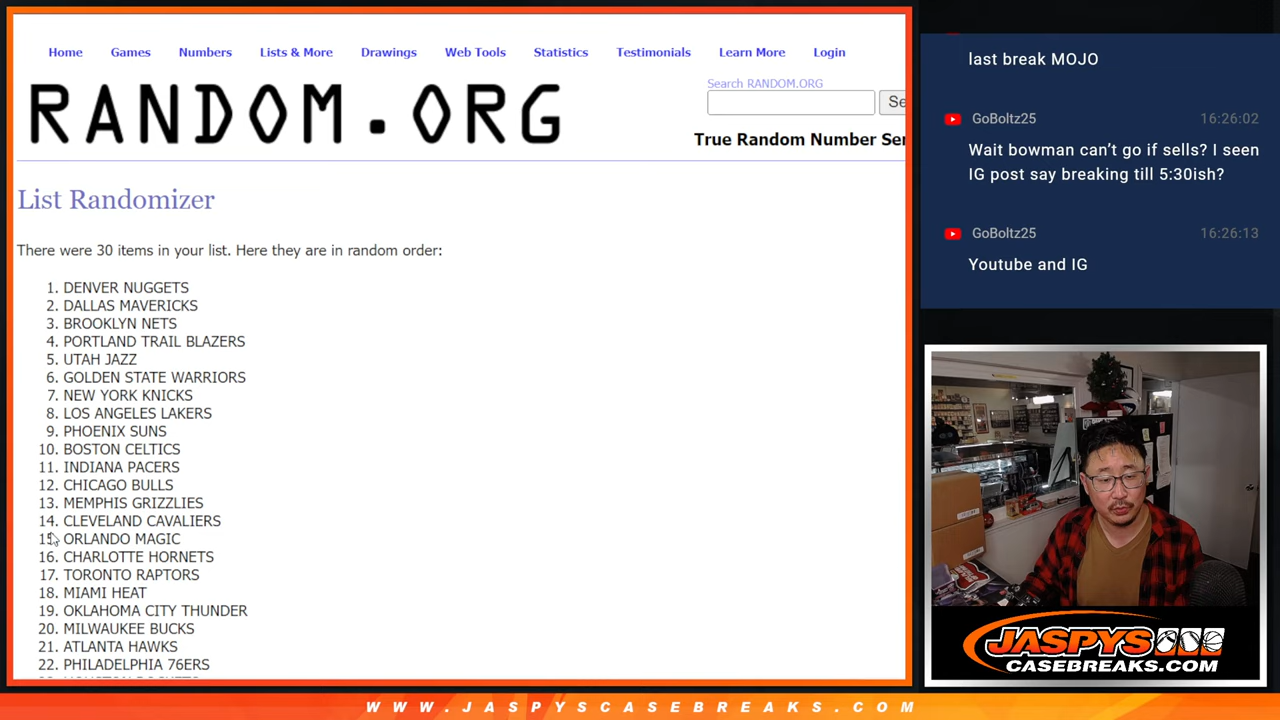 Home Games Numbers Lists & More Drawings Web Tools Statistics Testimonials Learn More Login
RANDOM.ORG
Search RANDOM.ORG
True Random Number
List Randomizer
There were 30 items in your list. Here they are in random order:
1. DENVER NUGGETS
2. DALLAS MAVERICKS
3. BROOKLYN NETS
4. PORTLAND TRAIL BLAZERS
5. UTAH JAZZ
6. GOLDEN STATE WARRIORS
7. NEW YORK KNICKS
8. LOS ANGELES LAKERS
9. PHOENIX SUNS
10. BOSTON CELTICS
11. INDIANA PACERS
12. CHICAGO BULLS
13. MEMPHIS GRIZZLIES
14. CLEVELAND CAVALIERS
15. ORLANDO MAGIC
16. CHARLOTTE HORNETS
17. TORONTO RAPTORS
18. MIAMI HEAT
19. OKLAHOMA CITY THUNDER
20. MILWAUKEE BUCKS
21. ATLANTA HAWKS
22. PHILADELPHIA 76ERS
last break MOJO
GoBoltz25 16:26:02
Wait bowman can’t go if sells? I seen
IG post say breaking till 5:30ish?
GoBoltz25 16:26:13
Youtube and IG
JASPYS
CASEBREAKS.COM
WWW.JASPYSCASEBREAKS.COM